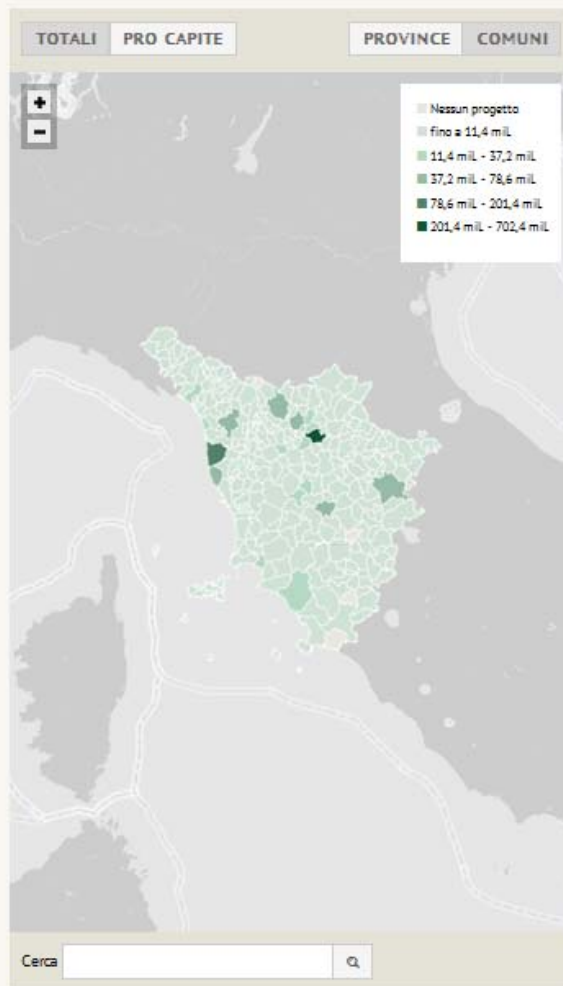 TOTALI PRO CAPITE PROVINCE COMUNI
+
−
Nessun progetto
fino a 11,4 mil
11,4 mil - 37,2 mil
37,2 mil - 78,6 mil
78,6 mil - 201,4 mil
201,4 mil - 702,4 mil
Cerca